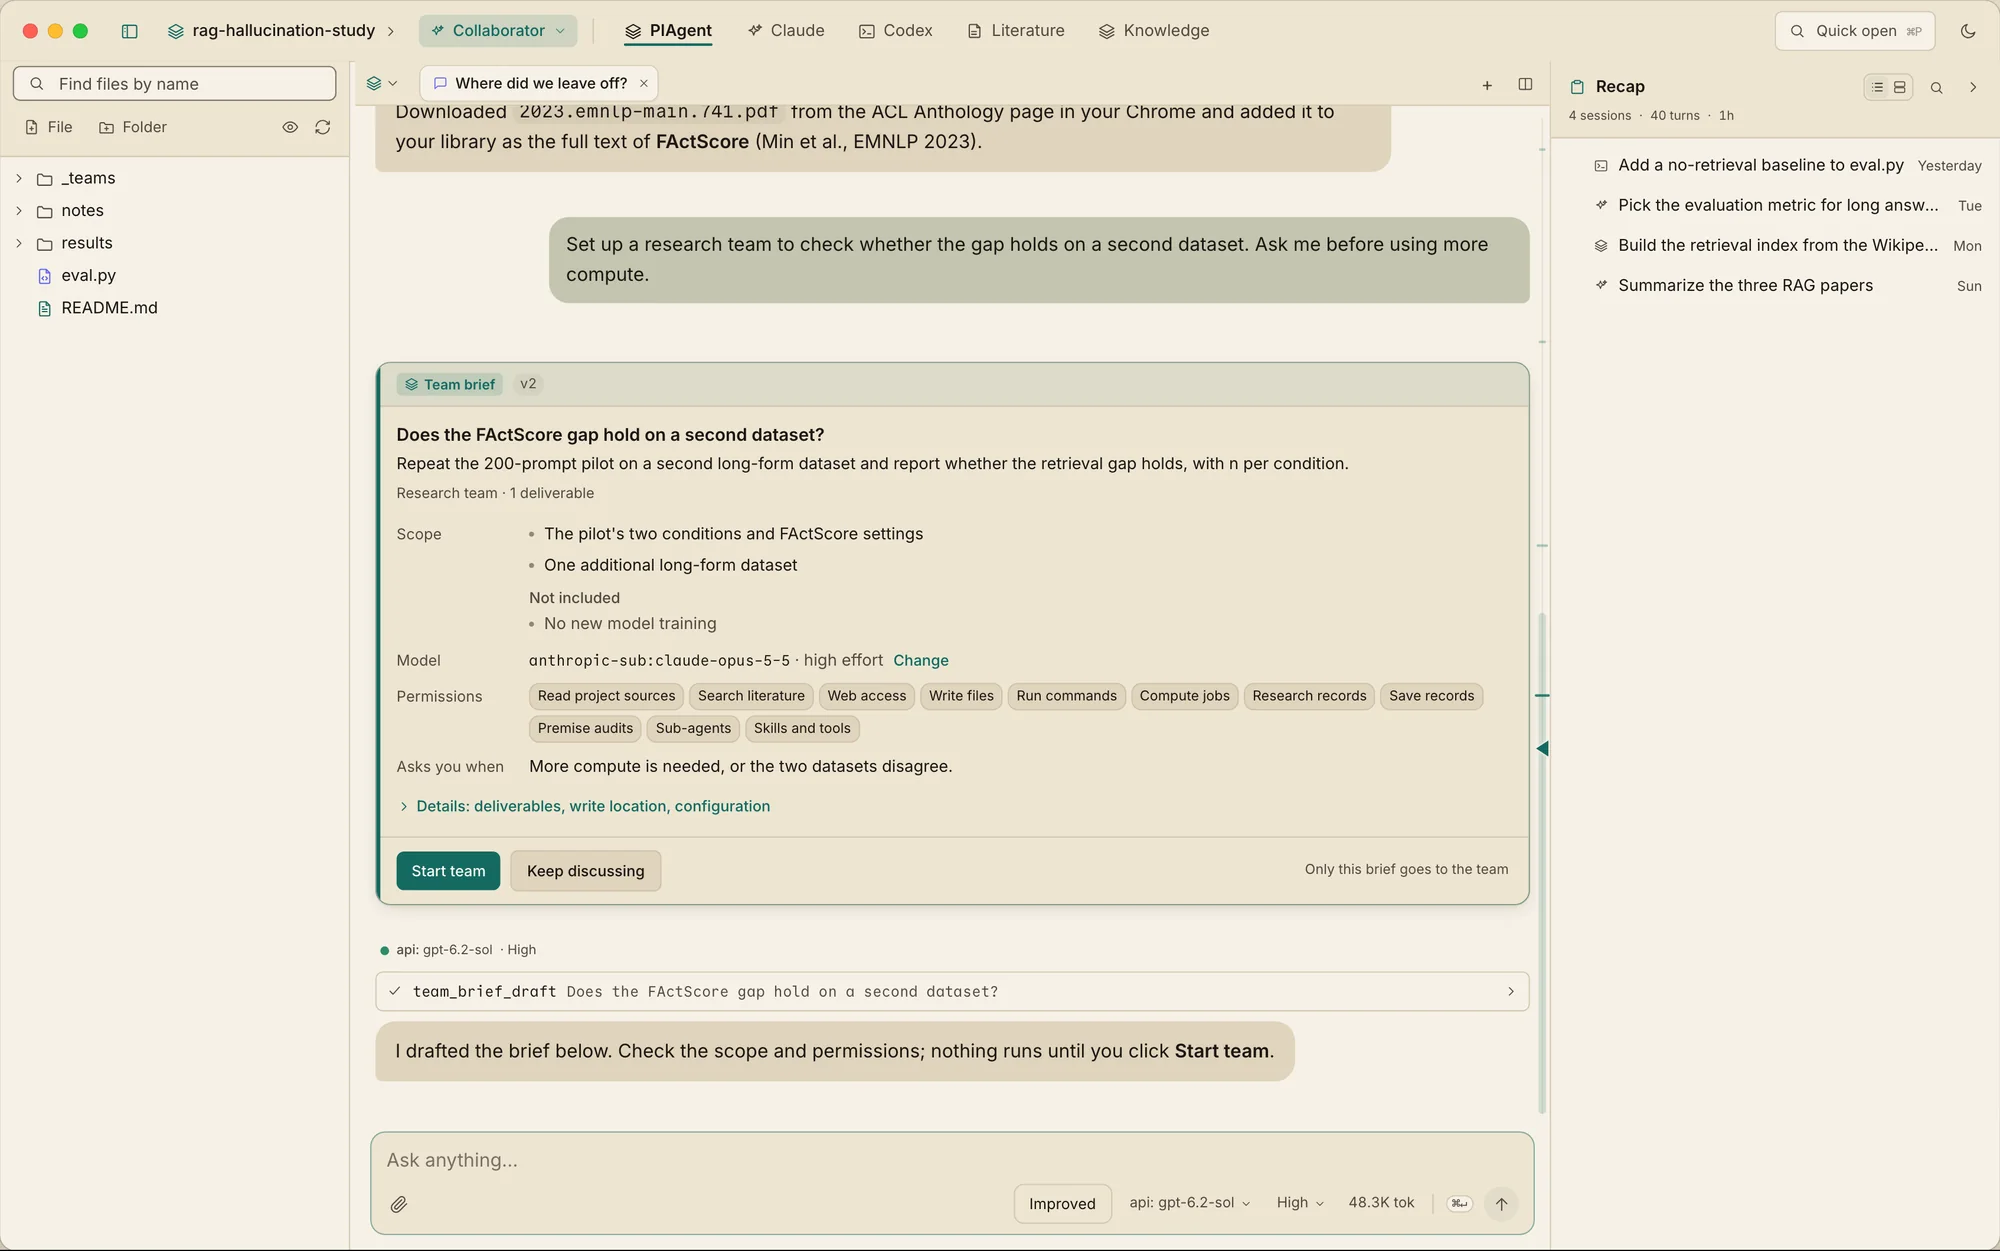 rag-hallucination-study
Collaborator
PIAgent
Claude
Codex
Literature
Knowledge
Quick open ⌘P
Find files by name
File
Folder
_teams
notes
results
eval.py
README.md
Where did we leave off?
Downloaded 2023.emnlp-main.741.pdf from the ACL Anthology page in your Chrome and added it to
your library as the full text of FActScore (Min et al., EMNLP 2023).
Set up a research team to check whether the gap holds on a second dataset. Ask me before using more
compute.
Team brief v2
Does the FActScore gap hold on a second dataset?
Repeat the 200-prompt pilot on a second long-form dataset and report whether the retrieval gap holds, with n per condition.
Research team · 1 deliverable
Scope
• The pilot's two conditions and FActScore settings
• One additional long-form dataset
Not included
• No new model training
Model anthropic-sub:claude-opus-5-5 · high effort Change
Permissions Read project sources Search literature Web access Write files Run commands Compute jobs Research records Save records
Premise audits Sub-agents Skills and tools
Asks you when More compute is needed, or the two datasets disagree.
Details: deliverables, write location, configuration
Start team Keep discussing Only this brief goes to the team
api: gpt-6.2-sol · High
team_brief_draft Does the FActScore gap hold on a second dataset?
I drafted the brief below. Check the scope and permissions; nothing runs until you click Start team.
Ask anything...
Improved api: gpt-6.2-sol High 48.3K tok ⌘↵
Recap
4 sessions · 40 turns · 1h
Add a no-retrieval baseline to eval.py Yesterday
Pick the evaluation metric for long answ... Tue
Build the retrieval index from the Wikipe... Mon
Summarize the three RAG papers Sun